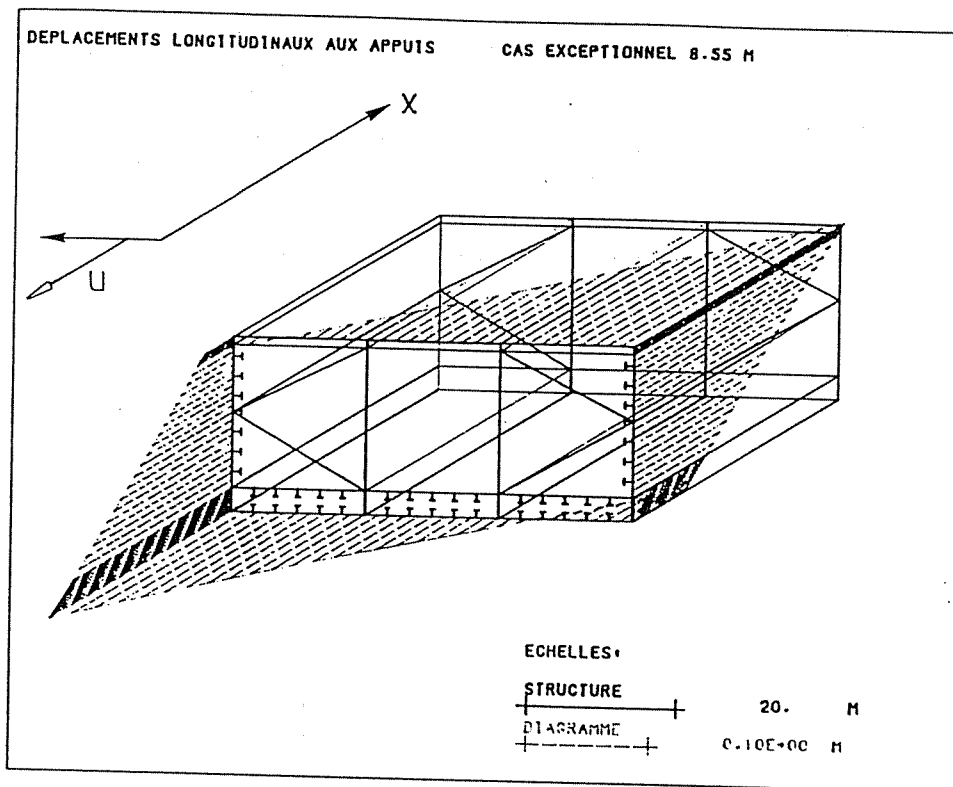 DEPLACEMENTS LONGITUDINAUX AUX APPUIS CAS EXCEPTIONNEL 8.55 M
X
U
ECHELLES:
STRUCTURE 20. M
DIAGRAMME 0.10E+00 M